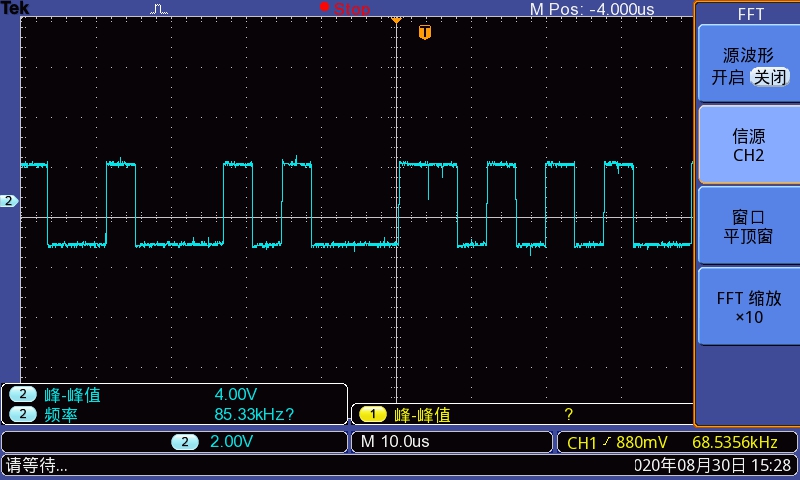 Tek Stop M Pos: -4.000us
FFT
源波形
开启 关闭
T
信源
CH2
2
窗口
平顶窗
FFT 缩放
×10
2 峰-峰值 4.00V
2 频率 85.33kHz?
1 峰-峰值 ?
2 2.00V M 10.0us CH1 880mV 68.5356kHz
请等待... 020年08月30日 15:28